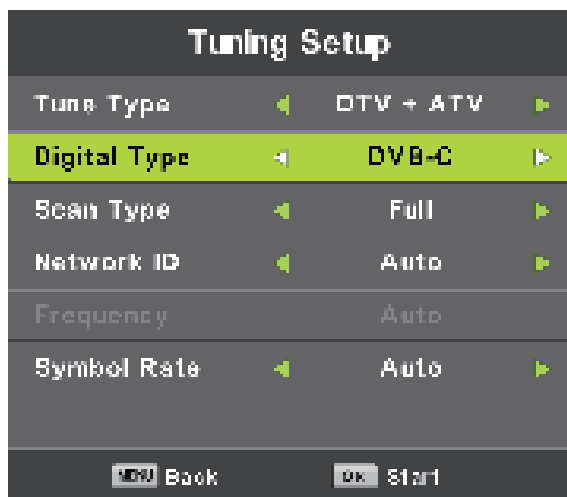 Tuning Setup
Tune Type DTV + ATV
Digital Type DVB-C
Scan Type Full
Network ID Auto
Frequency Auto
Symbol Rate Auto
MENU Back OK Start